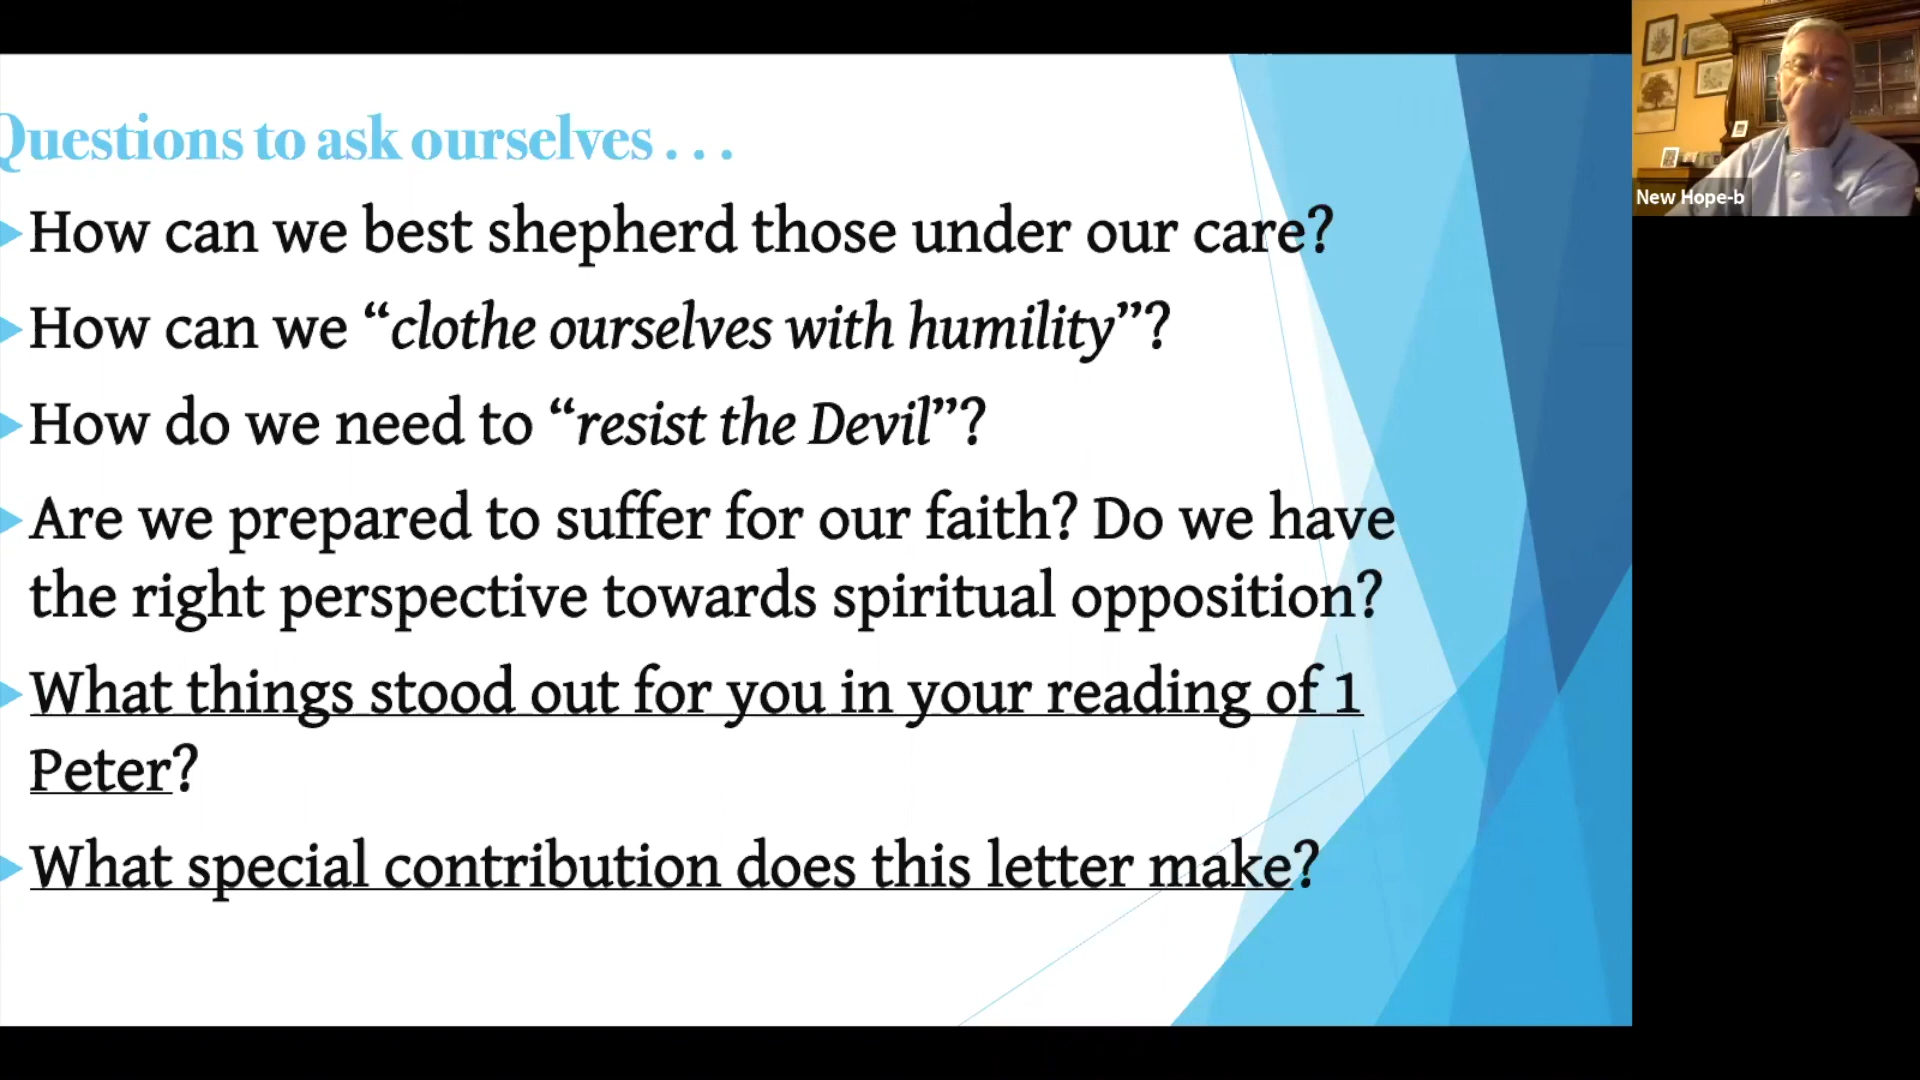 Questions to ask ourselves . . .
How can we best shepherd those under our care?
How can we “clothe ourselves with humility”?
How do we need to “resist the Devil”?
Are we prepared to suffer for our faith? Do we have
the right perspective towards spiritual opposition?
What things stood out for you in your reading of 1
Peter?
What special contribution does this letter make?
New Hope-b